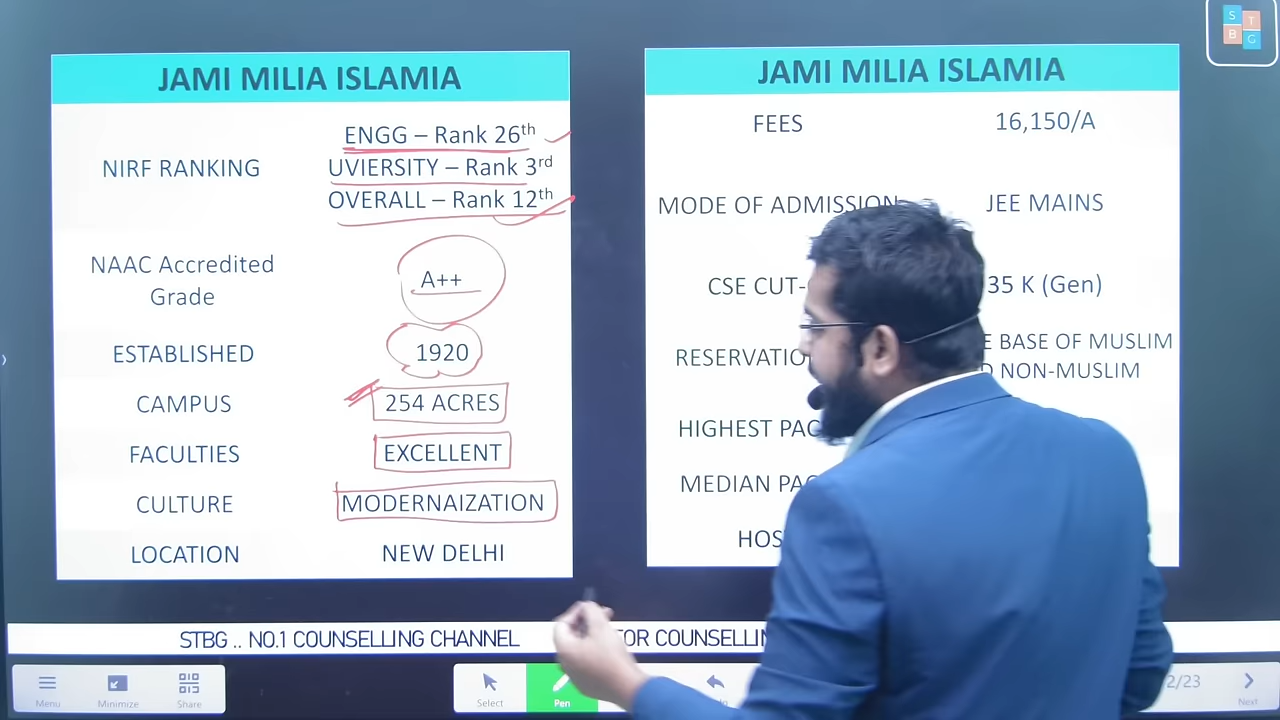 S T
B G
JAMI MILIA ISLAMIA
NIRF RANKING
ENGG – Rank 26th
UVIERSITY – Rank 3rd
OVERALL – Rank 12th
NAAC Accredited
Grade
A++
ESTABLISHED 1920
CAMPUS 254 ACRES
FACULTIES EXCELLENT
CULTURE MODERNAIZATION
LOCATION NEW DELHI
JAMI MILIA ISLAMIA
FEES 16,150/A
MODE OF ADMISSION JEE MAINS
CSE CUT- 35 K (Gen)
RESERVATIO
BASE OF MUSLIM
NON-MUSLIM
HIGHEST PAC
MEDIAN PAC
HOS
STBG .. NO.1 COUNSELLING CHANNEL FOR COUNSELLIN
Menu Minimize Share Select Pen 2/23 Next